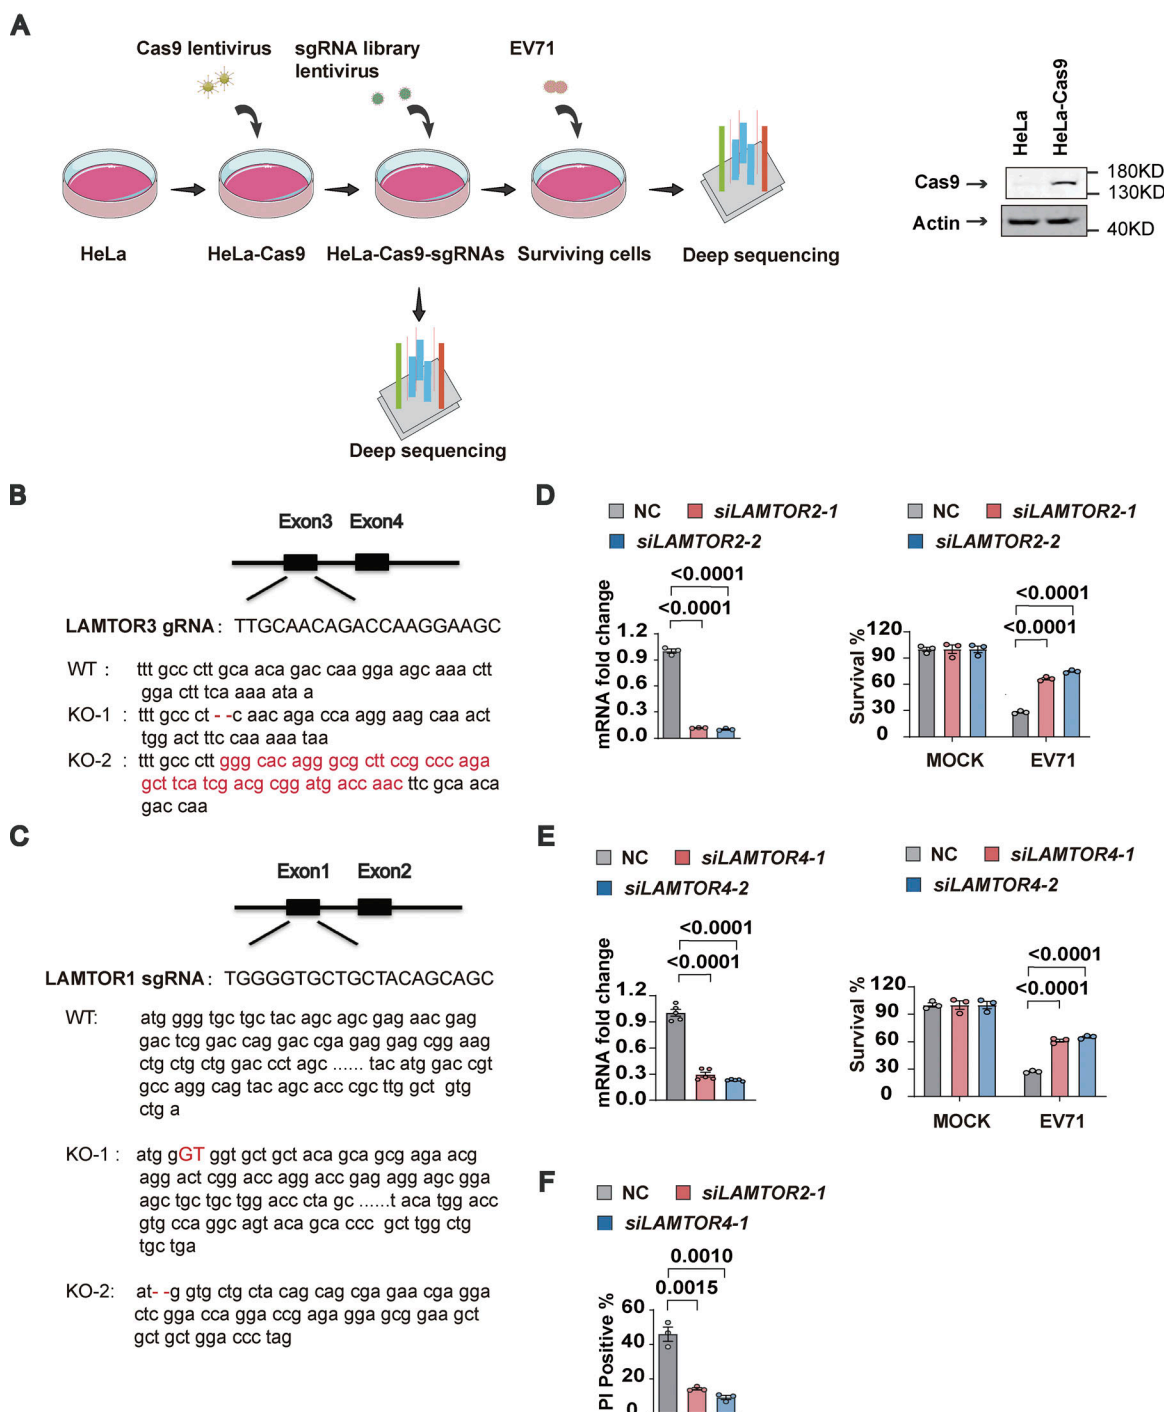 A
Cas9 lentivirus
sgRNA library
lentivirus
EV71
HeLa
HeLa-Cas9
HeLa-Cas9-sgRNAs
Surviving cells
Deep sequencing
Deep sequencing
HeLa
HeLa-Cas9
Cas9
180KD
130KD
Actin
40KD
B
Exon3 Exon4
LAMTOR3 gRNA: TTGCAACAGACCAAGGAAGC
WT : ttt gcc ctt gca aca gac caa gga agc aaa ctt
gga ctt tca aaa ata a
KO-1 : ttt gcc ct - -c aac aga cca agg aag caa act
tgg act ttc caa aaa taa
KO-2 : ttt gcc ctt ggg cac agg gcg ctt ccg ccc aga
gct tca tcg acg cgg atg acc aac ttc gca aca
gac caa
C
Exon1 Exon2
LAMTOR1 sgRNA: TGGGGTGCTGCTACAGCAGC
WT: atg ggg tgc tgc tac agc agc gag aac gag
gac tcg gac cag gac cga gag gag cgg aag
ctg ctg ctg gac cct agc ...... tac atg gac cgt
gcc agg cag tac agc acc cgc ttg gct gtg
ctg a
KO-1 : atg gGT ggt gct gct aca gca gcg aga acg
agg act cgg acc agg acc gag agg agc gga
agc tgc tgc tgg acc cta gc ......t aca tgg acc
gtg cca ggc agt aca gca ccc gct tgg ctg
tgc tga
KO-2: at- -g gtg ctg cta cag cag cga gaa cga gga
ctc gga cca gga ccg aga gga gcg gaa gct
gct gct gga ccc tag
D
NC siLAMTOR2-1
siLAMTOR2-2
<0.0001
<0.0001
mRNA fold change
1.2
0.9
0.6
0.3
0.0
NC siLAMTOR2-1
siLAMTOR2-2
<0.0001
<0.0001
Survival %
120
90
60
30
0
MOCK EV71
E
NC siLAMTOR4-1
siLAMTOR4-2
<0.0001
<0.0001
mRNA fold change
1.2
0.9
0.6
0.3
0.0
NC siLAMTOR4-1
siLAMTOR4-2
<0.0001
<0.0001
Survival %
120
90
60
30
0
MOCK EV71
F
NC siLAMTOR2-1
siLAMTOR4-1
0.0010
0.0015
PI Positive %
60
40
20
0